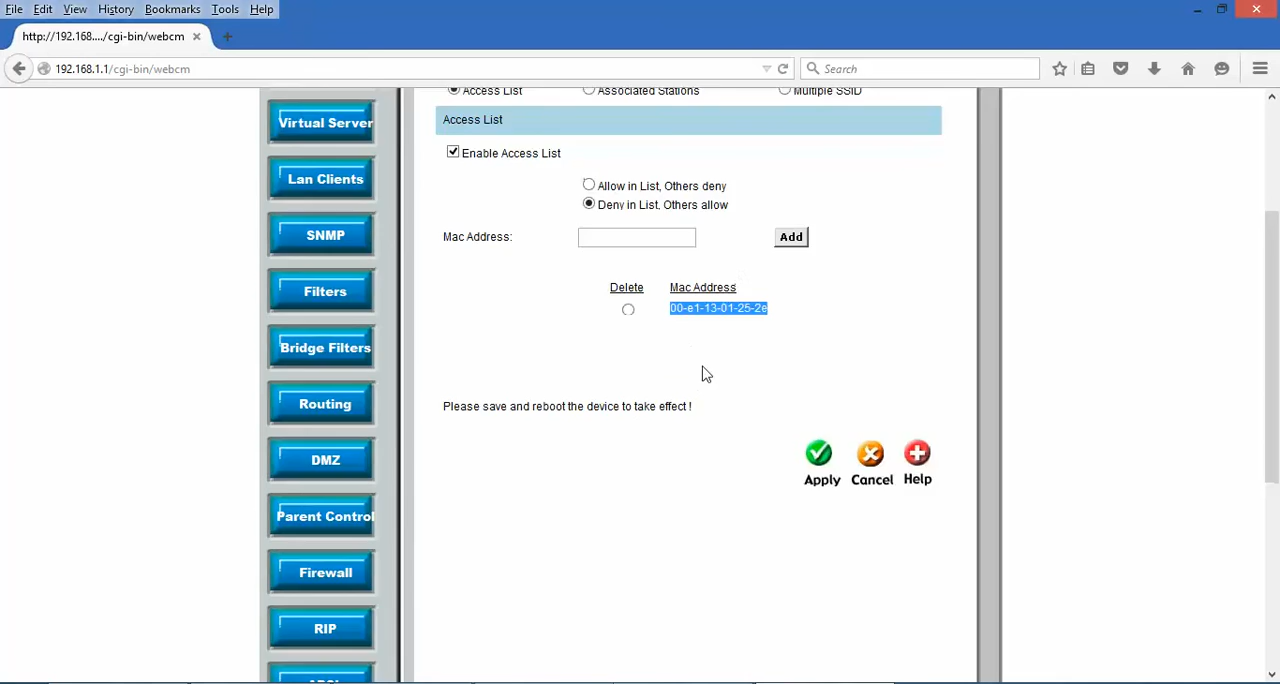 File Edit View History Bookmarks Tools Help
http://192.168..../cgi-bin/webcm
192.168.1.1/cgi-bin/webcm Search
Access List Associated Stations Multiple SSID
Access List
Enable Access List
Allow in List, Others deny
Deny in List, Others allow
Mac Address: Add
Delete Mac Address
00-e1-13-01-25-2e
Please save and reboot the device to take effect !
Apply Cancel Help
Virtual Server
Lan Clients
SNMP
Filters
Bridge Filters
Routing
DMZ
Parent Control
Firewall
RIP